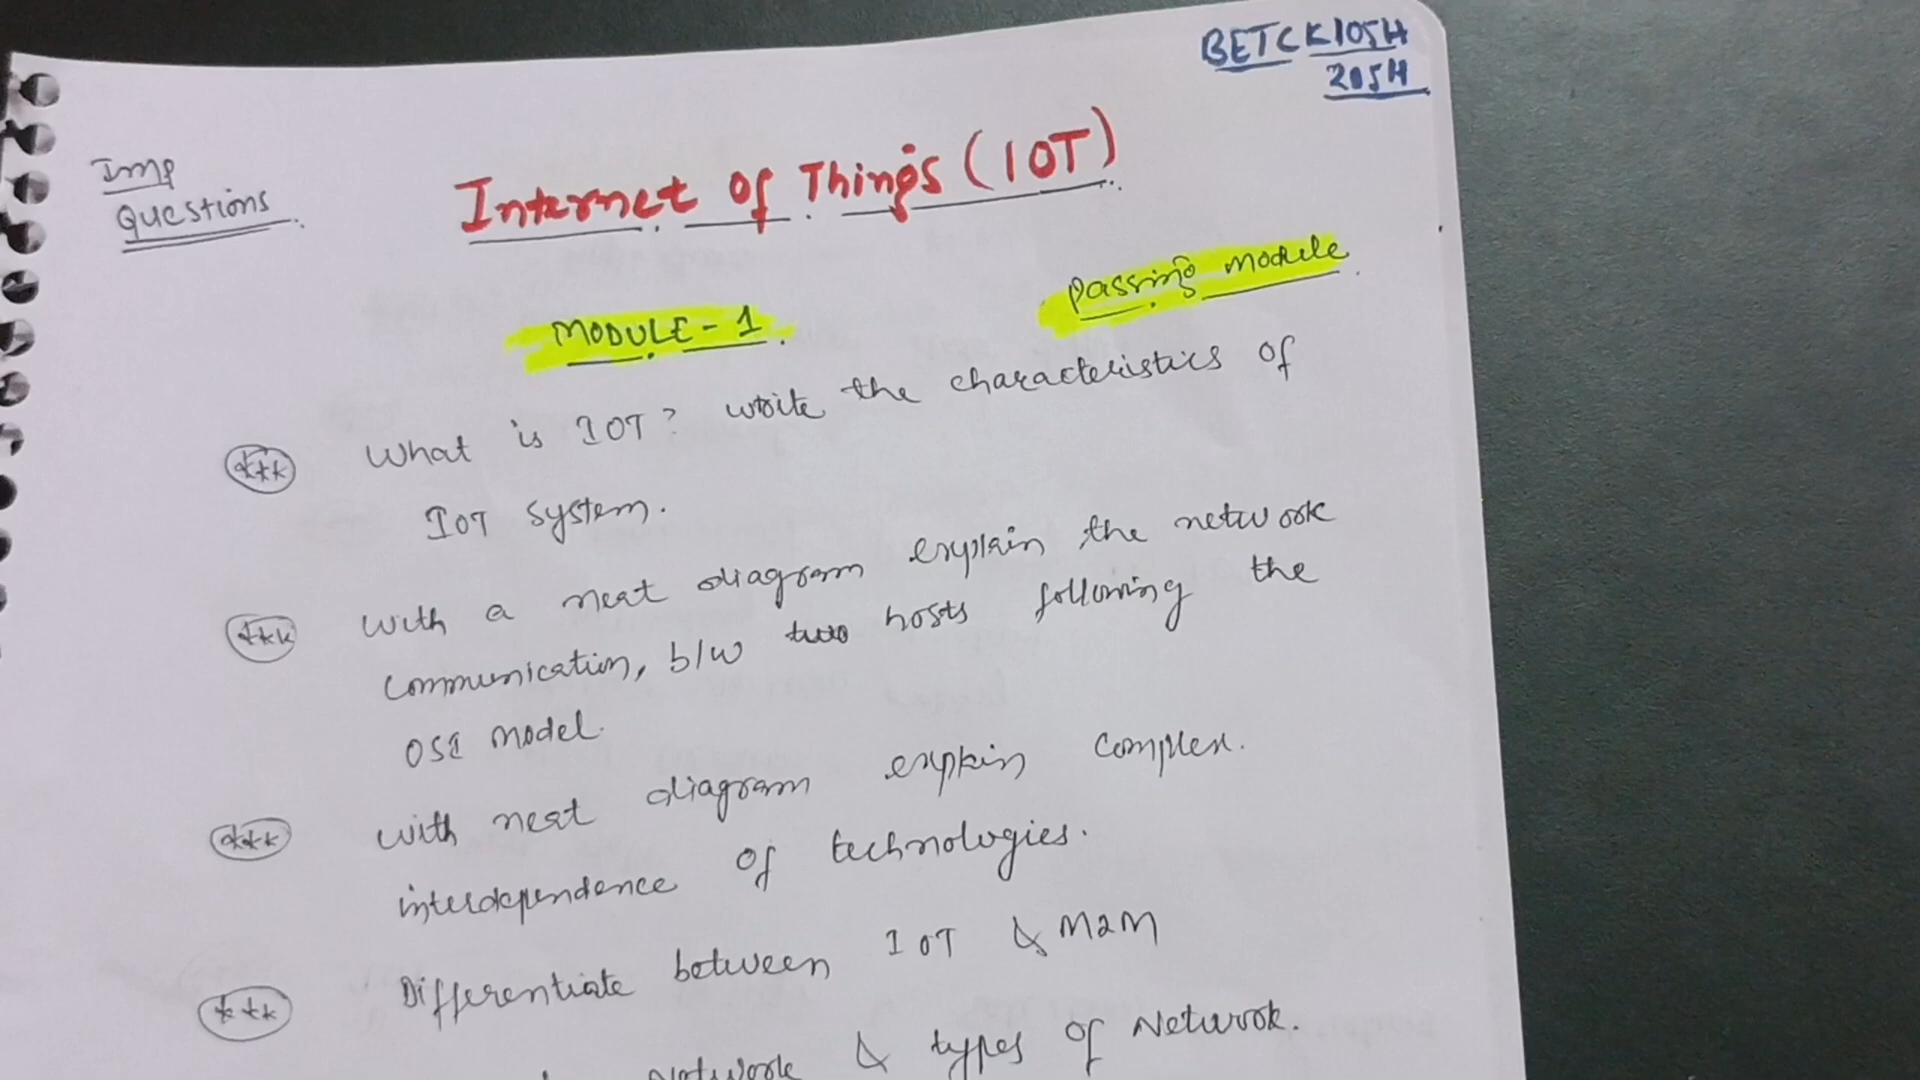 BETCK105H
205H
Imp
Questions
Internet Of Things (IOT)
MODULE - 1
Passing Module
*** What is IOT? write the characteristics of
IOT system.
*** With a neat diagram explain the network
communication, b/w two hosts following the
OSI model.
*** With neat diagram explain complex.
interdependence of technologies.
*** Differentiate between IOT & M2M
Network & types of Network.